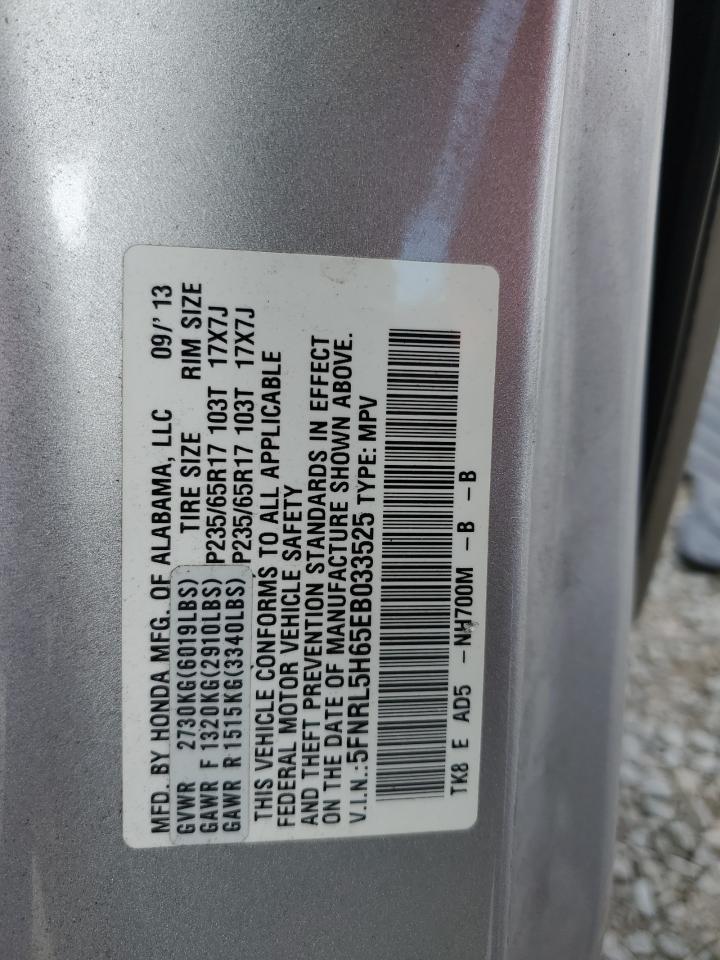 MFD. BY HONDA MFG. OF ALABAMA, LLC 09/' 13
GVWR 2730KG(6019LBS) TIRE SIZE RIM SIZE
GAWR F 1320KG(2910LBS) P235/65R17 103T 17X7J
GAWR R 1515KG(3340LBS) P235/65R17 103T 17X7J
THIS VEHICLE CONFORMS TO ALL APPLICABLE
FEDERAL MOTOR VEHICLE SAFETY
AND THEFT PREVENTION STANDARDS IN EFFECT
ON THE DATE OF MANUFACTURE SHOWN ABOVE.
V.I.N.:5FNRL5H65EB033525 TYPE: MPV
TK8 E AD5 -NH700M -B -B